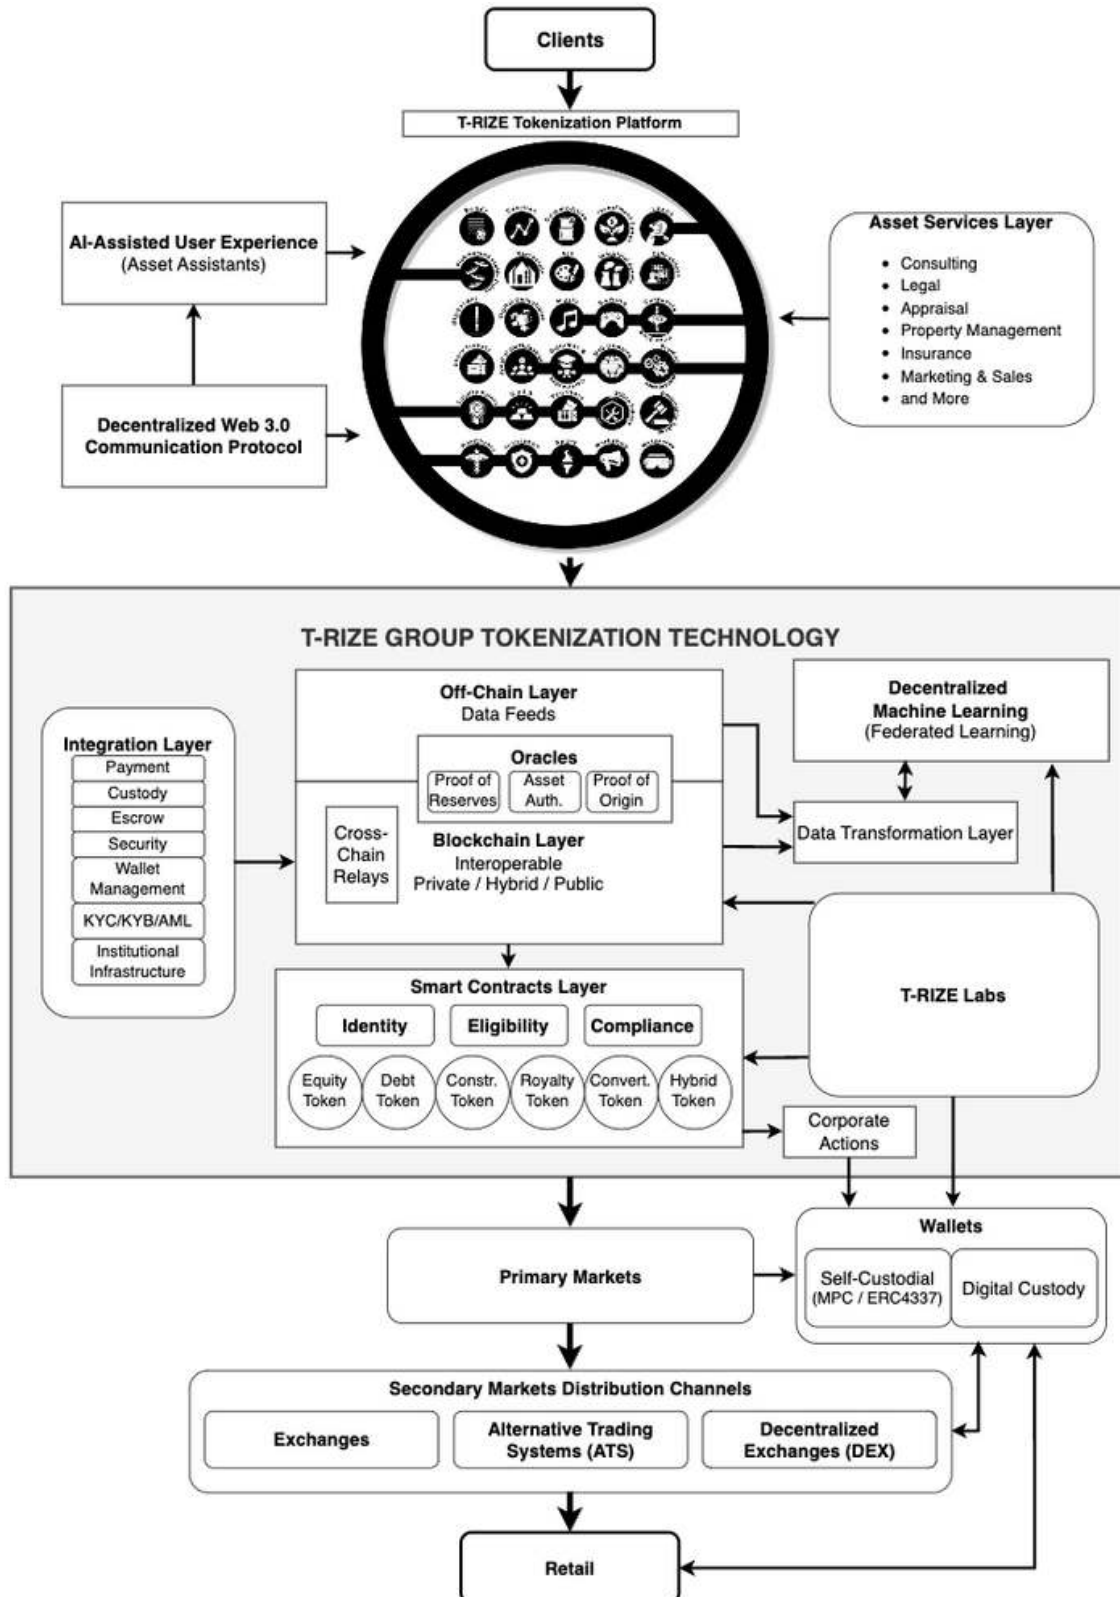 Clients
T-RIZE Tokenization Platform
AI-Assisted User Experience
(Asset Assistants)
Decentralized Web 3.0
Communication Protocol
Asset Services Layer
• Consulting
• Legal
• Appraisal
• Property Management
• Insurance
• Marketing & Sales
• and More
T-RIZE GROUP TOKENIZATION TECHNOLOGY
Integration Layer
Payment
Custody
Escrow
Security
Wallet
Management
KYC/KYB/AML
Institutional
Infrastructure
Off-Chain Layer
Data Feeds
Oracles
Proof of
Reserves
Asset
Auth.
Proof of
Origin
Cross-
Chain
Relays
Blockchain Layer
Interoperable
Private / Hybrid / Public
Decentralized
Machine Learning
(Federated Learning)
Data Transformation Layer
T-RIZE Labs
Smart Contracts Layer
Identity
Eligibility
Compliance
Equity
Token
Debt
Token
Constr.
Token
Royalty
Token
Convert.
Token
Hybrid
Token
Corporate
Actions
Primary Markets
Wallets
Self-Custodial
(MPC / ERC4337)
Digital Custody
Secondary Markets Distribution Channels
Exchanges
Alternative Trading
Systems (ATS)
Decentralized
Exchanges (DEX)
Retail